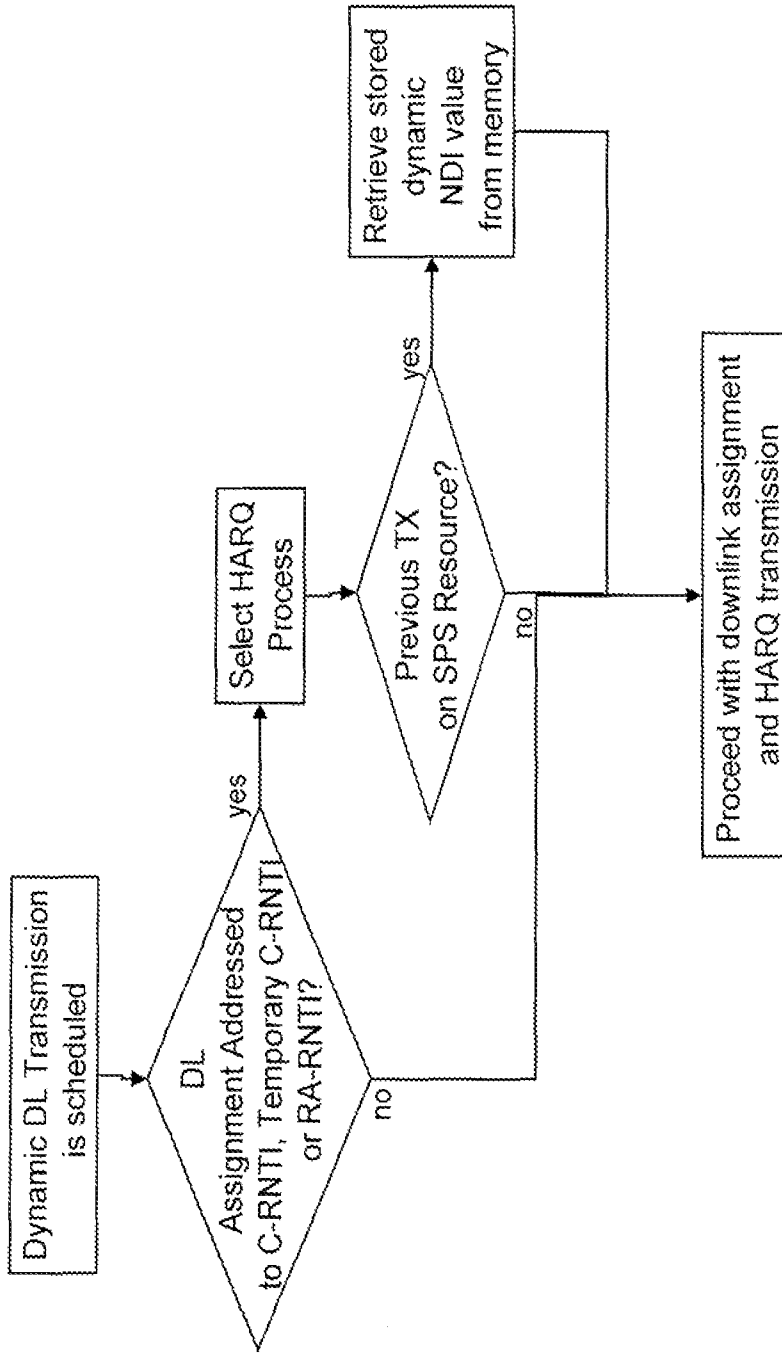 Dynamic DL Transmission
is scheduled
DL
Assignment Addressed
to C-RNTI, Temporary C-RNTI
or RA-RNTI?
yes
no
Select HARQ
Process
Previous TX
on SPS Resource?
yes
no
Retrieve stored
dynamic
NDI value
from memory
Proceed with downlink assignment
and HARQ transmission